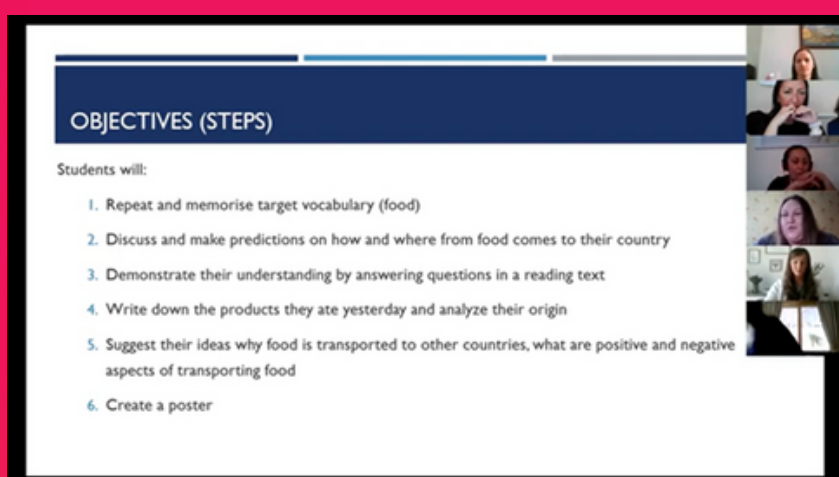 OBJECTIVES (STEPS)
Students will:
1. Repeat and memorise target vocabulary (food)
2. Discuss and make predictions on how and where from food comes to their country
3. Demonstrate their understanding by answering questions in a reading text
4. Write down the products they ate yesterday and analyze their origin
5. Suggest their ideas why food is transported to other countries, what are positive and negative
aspects of transporting food
6. Create a poster